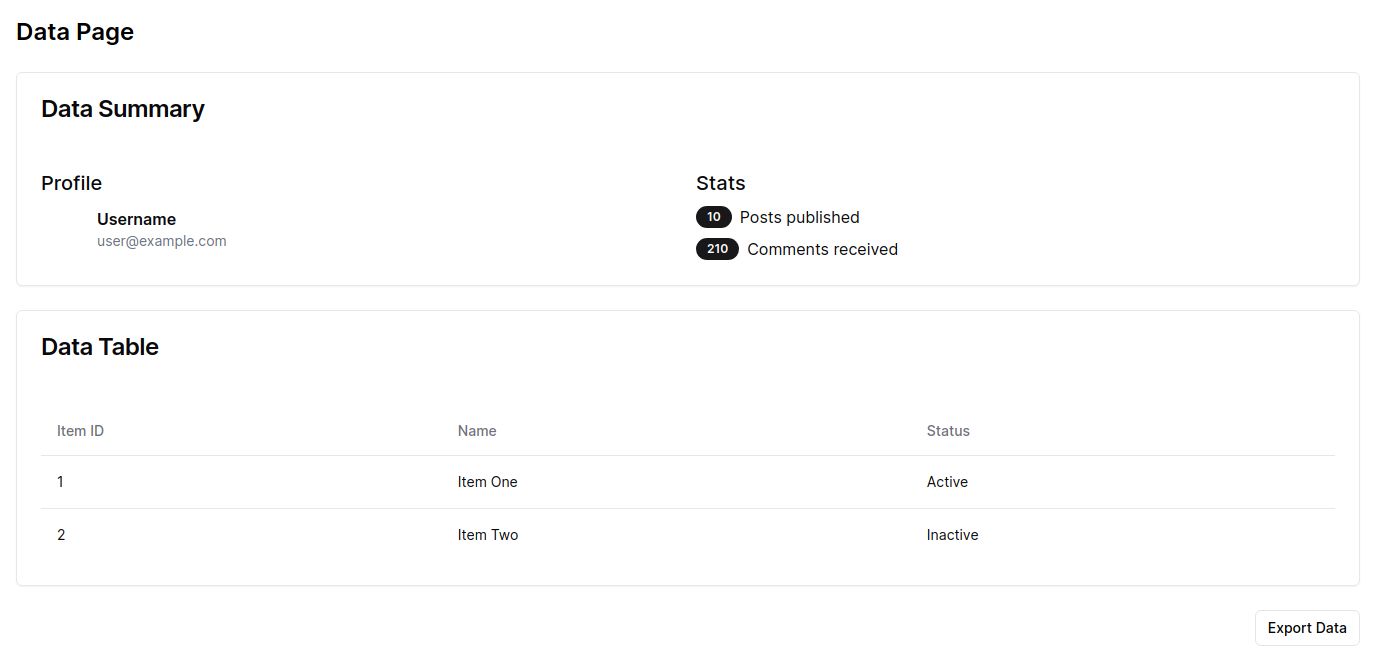 Data Page
Data Summary
Profile
Username
user@example.com
Stats
10 Posts published
210 Comments received
Data Table
Item ID Name Status
1 Item One Active
2 Item Two Inactive
Export Data